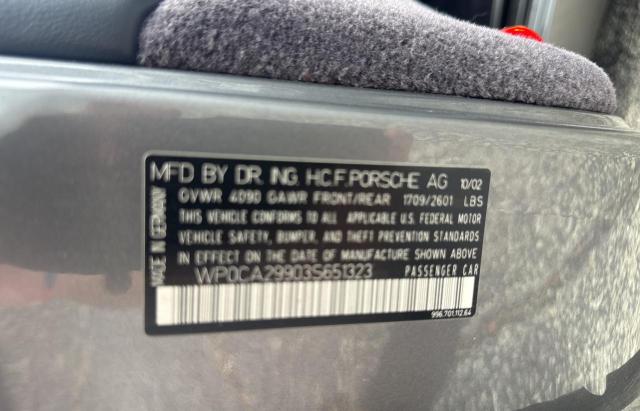 MFD BY DR. ING. H.C.F. PORSCHE AG 10/02
GVWR 4090 GAWR FRONT/REAR 1709/2601 LBS
THIS VEHICLE CONFORMS TO ALL APPLICABLE U.S. FEDERAL MOTOR
VEHICLE SAFETY, BUMPER, AND THEFT PREVENTION STANDARDS
IN EFFECT ON THE DATE OF MANUFACTURE SHOWN ABOVE
WP0CA29903S651323 PASSENGER CAR
996.701.112.64
MADE IN GERMANY